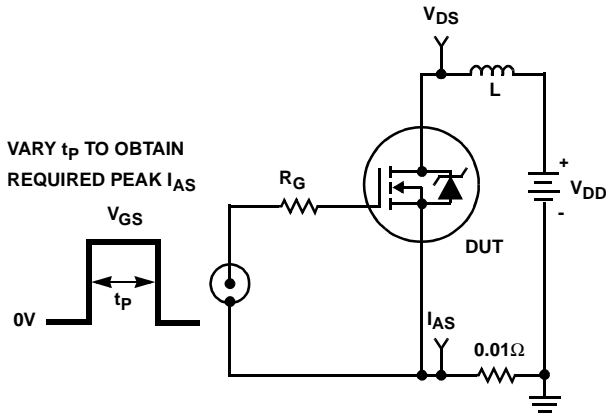 V_DS
L
VARY t_P TO OBTAIN
REQUIRED PEAK I_AS
R_G
+
V_DD
-
V_GS
DUT
t_P
0V
I_AS
0.01Ω